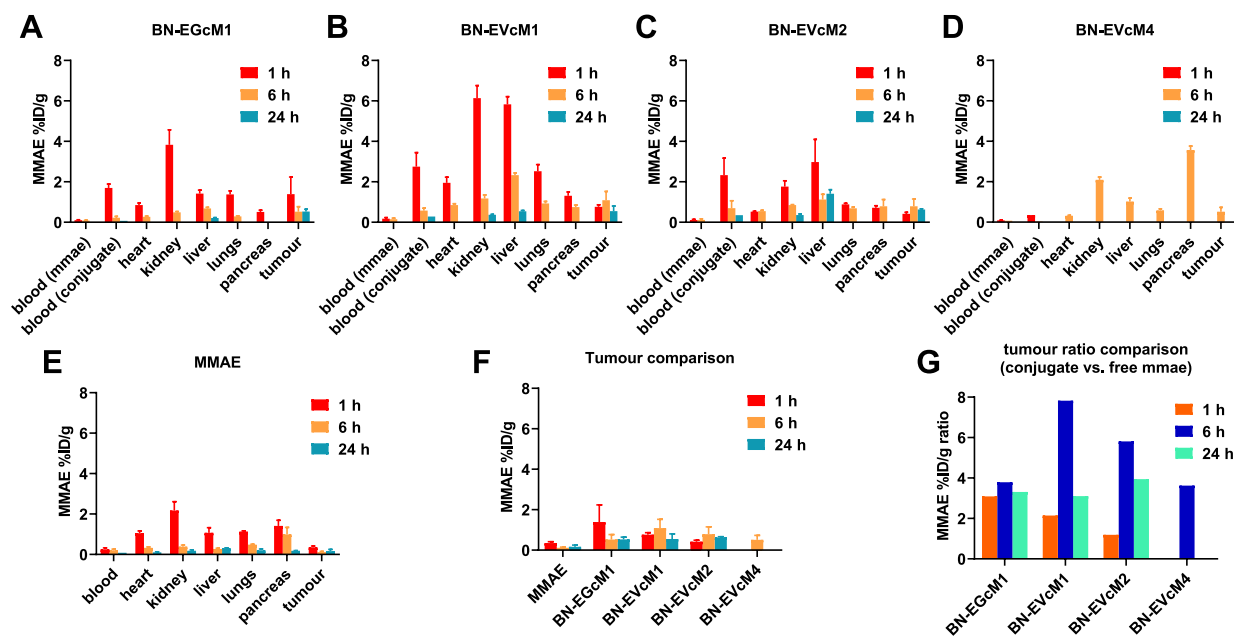 A
BN-EGcM1
MMAE %ID/g
8
6
4
2
0
1 h
6 h
24 h
blood (mmae)
blood (conjugate)
heart
kidney
liver
lungs
pancreas
tumour
B
BN-EVcM1
MMAE %ID/g
8
6
4
2
0
1 h
6 h
24 h
blood (mmae)
blood (conjugate)
heart
kidney
liver
lungs
pancreas
tumour
C
BN-EVcM2
MMAE %ID/g
8
6
4
2
0
1 h
6 h
24 h
blood (mmae)
blood (conjugate)
heart
kidney
liver
lungs
pancreas
tumour
D
BN-EVcM4
MMAE %ID/g
8
6
4
2
0
1 h
6 h
24 h
blood (mmae)
blood (conjugate)
heart
kidney
liver
lungs
pancreas
tumour
E
MMAE
MMAE %ID/g
8
6
4
2
0
1 h
6 h
24 h
blood
heart
kidney
liver
lungs
pancreas
tumour
F
Tumour comparison
MMAE %ID/g
8
6
4
2
0
1 h
6 h
24 h
MMAE
BN-EGcM1
BN-EVcM1
BN-EVcM2
BN-EVcM4
G
tumour ratio comparison
(conjugate vs. free mmae)
MMAE %ID/g ratio
8
6
4
2
0
1 h
6 h
24 h
BN-EGcM1
BN-EVcM1
BN-EVcM2
BN-EVcM4